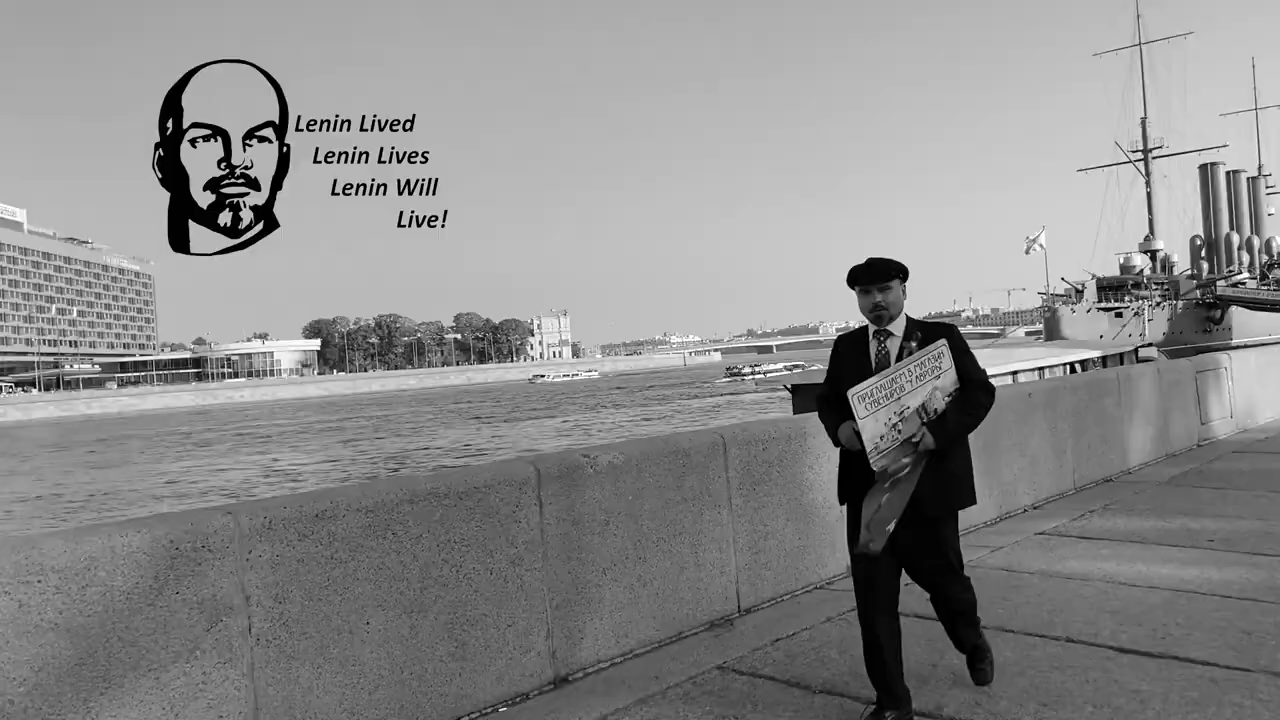 Lenin Lived
Lenin Lives
Lenin Will
Live!
ПРИГЛАШАЕМ В МАГАЗИН
СУВЕНИРОВ "У АВРОРЫ"